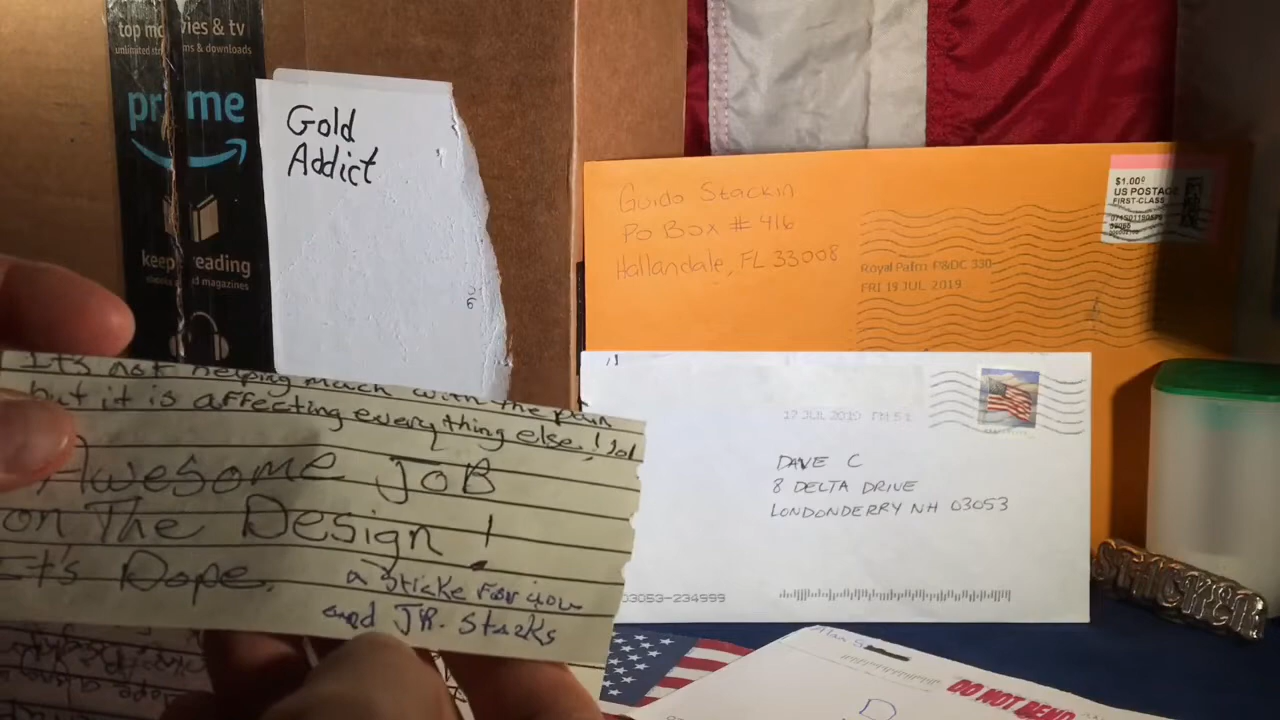 top movies & tv
prime
keep reading
Gold
Addict
Guido Stackin
Po Box # 416
Hallandale, FL 33008
$1.00
US POSTAGE
FIRST-CLASS
Royal Palm P&DC 330
FRI 19 JUL 2019
17 JUL 2019 PM 5
DAVE C
8 DELTA DRIVE
LONDONDERRY NH 03053
03053-234999
It's not helping much with the pain
but it is affecting everything else! lol
Awesome JOB
on The Design!
It's Dope.
a sticke for you
and JR. Stacks
STACKER
DO NOT BEND
D